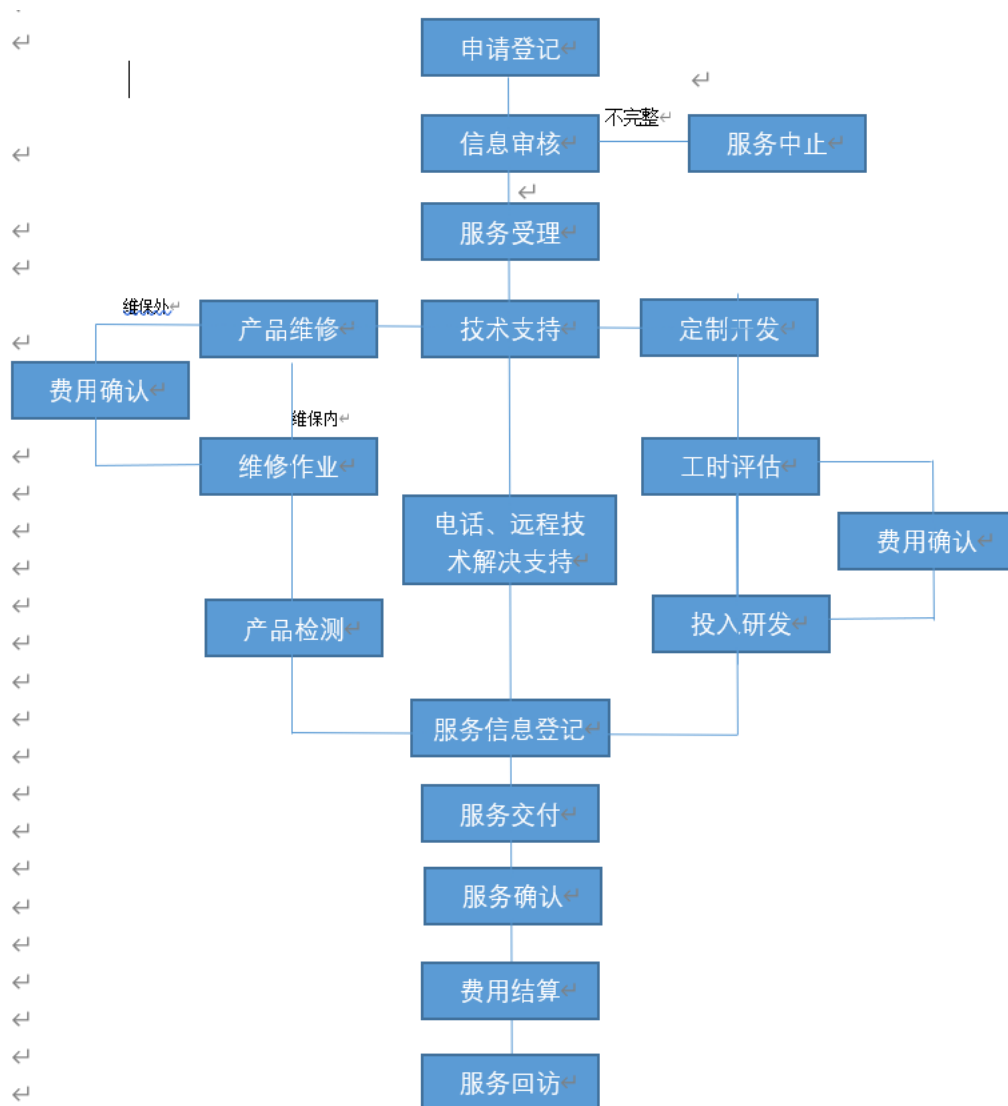 申请登记
不完整
信息审核
服务中止
服务受理
维保处
产品维修
技术支持
定制开发
费用确认
维保内
维修作业
工时评估
电话、远程技
术解决支持
费用确认
产品检测
投入研发
服务信息登记
服务交付
服务确认
费用结算
服务回访